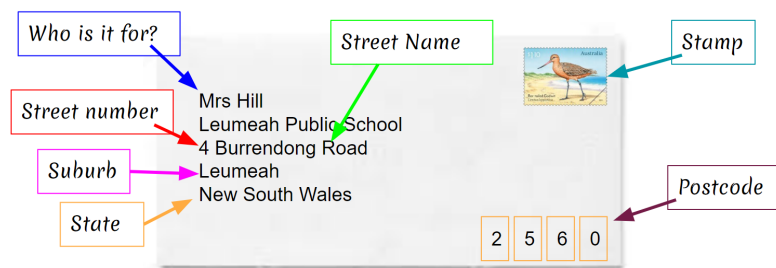 Who is it for?
Street Name
Stamp
Australia
Street number
Mrs Hill
Leumeah Public School
4 Burrendong Road
Suburb
Leumeah
State
New South Wales
Postcode
2 5 6 0